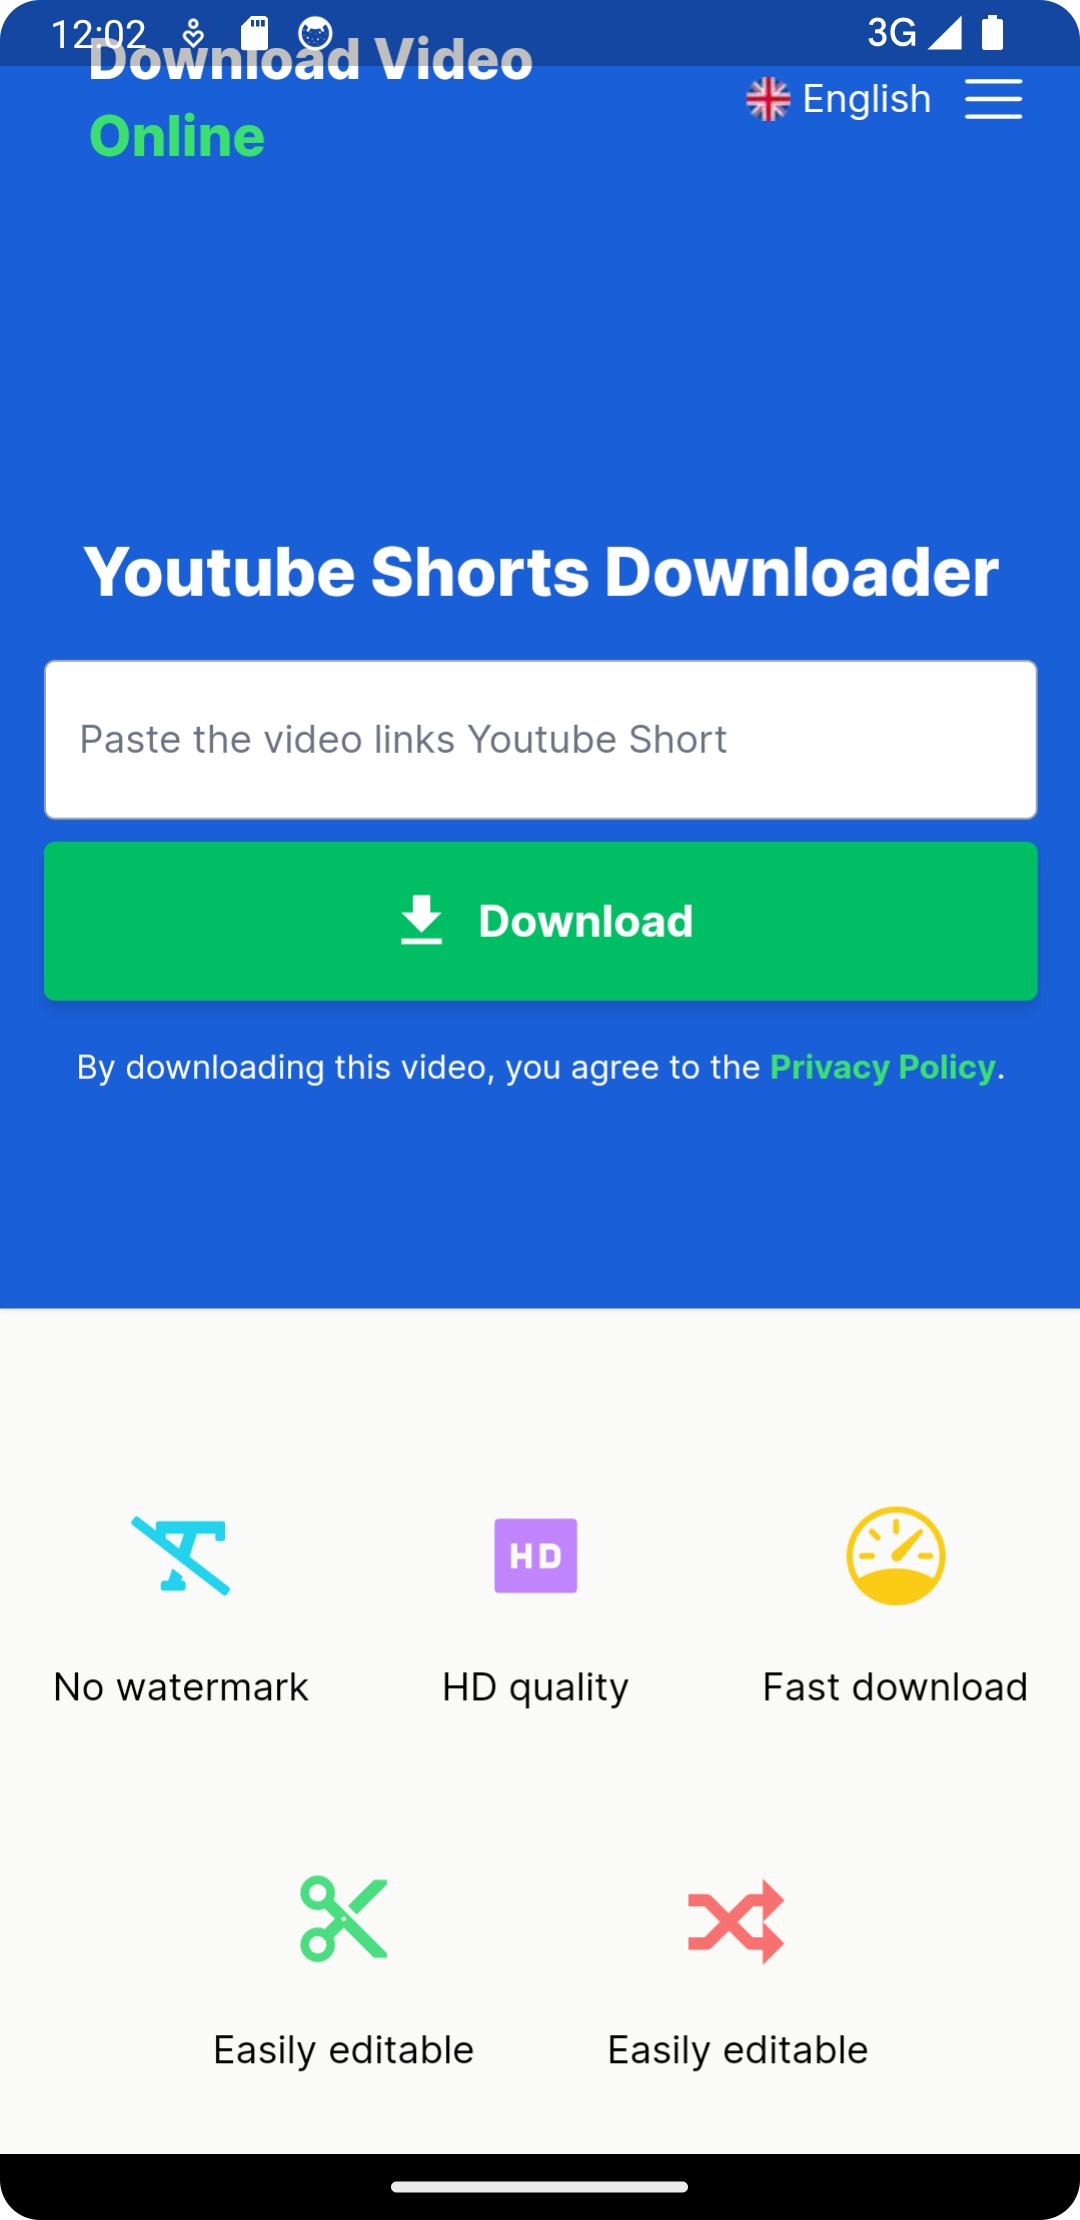 12:02
3G
Download Video
Online
English
Youtube Shorts Downloader
Paste the video links Youtube Short
Download
By downloading this video, you agree to the Privacy Policy.
HD
No watermark
HD quality
Fast download
Easily editable
Easily editable